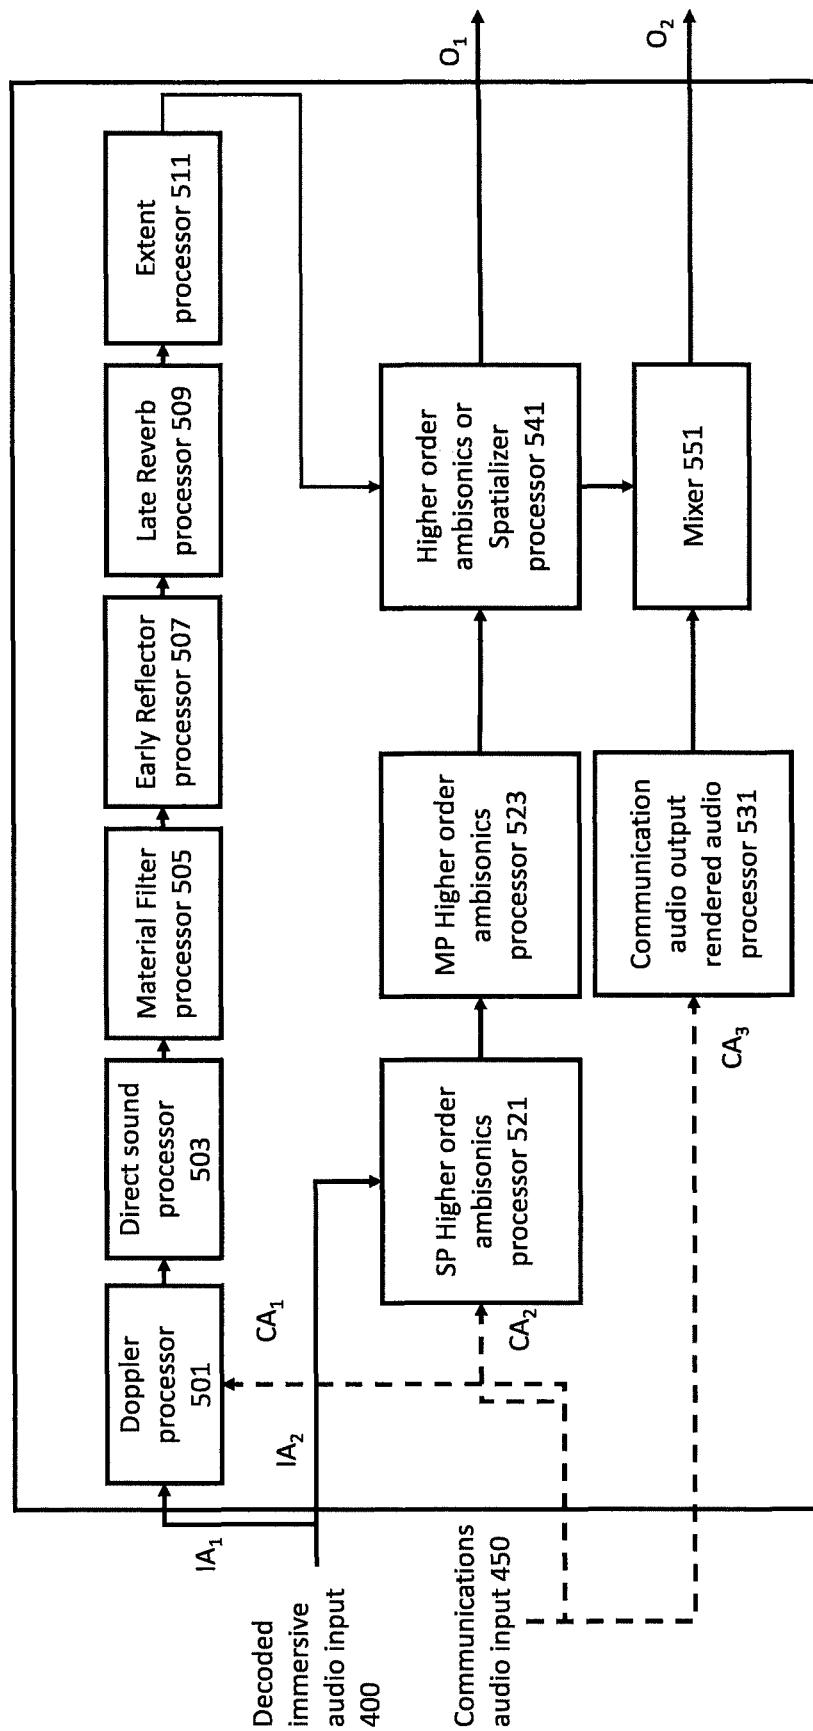 Decoded
immersive
audio input
400
Communications
audio input 450
IA1
IA2
CA1
CA2
CA3
Doppler
processor
501
Direct sound
processor
503
Material Filter
processor 505
Early Reflector
processor 507
Late Reverb
processor 509
Extent
processor 511
SP Higher order
ambisonics
processor 521
MP Higher order
ambisonics
processor 523
Higher order
ambisonics or
Spatializer
processor 541
Communication
audio output
rendered audio
processor 531
Mixer 551
O1
O2